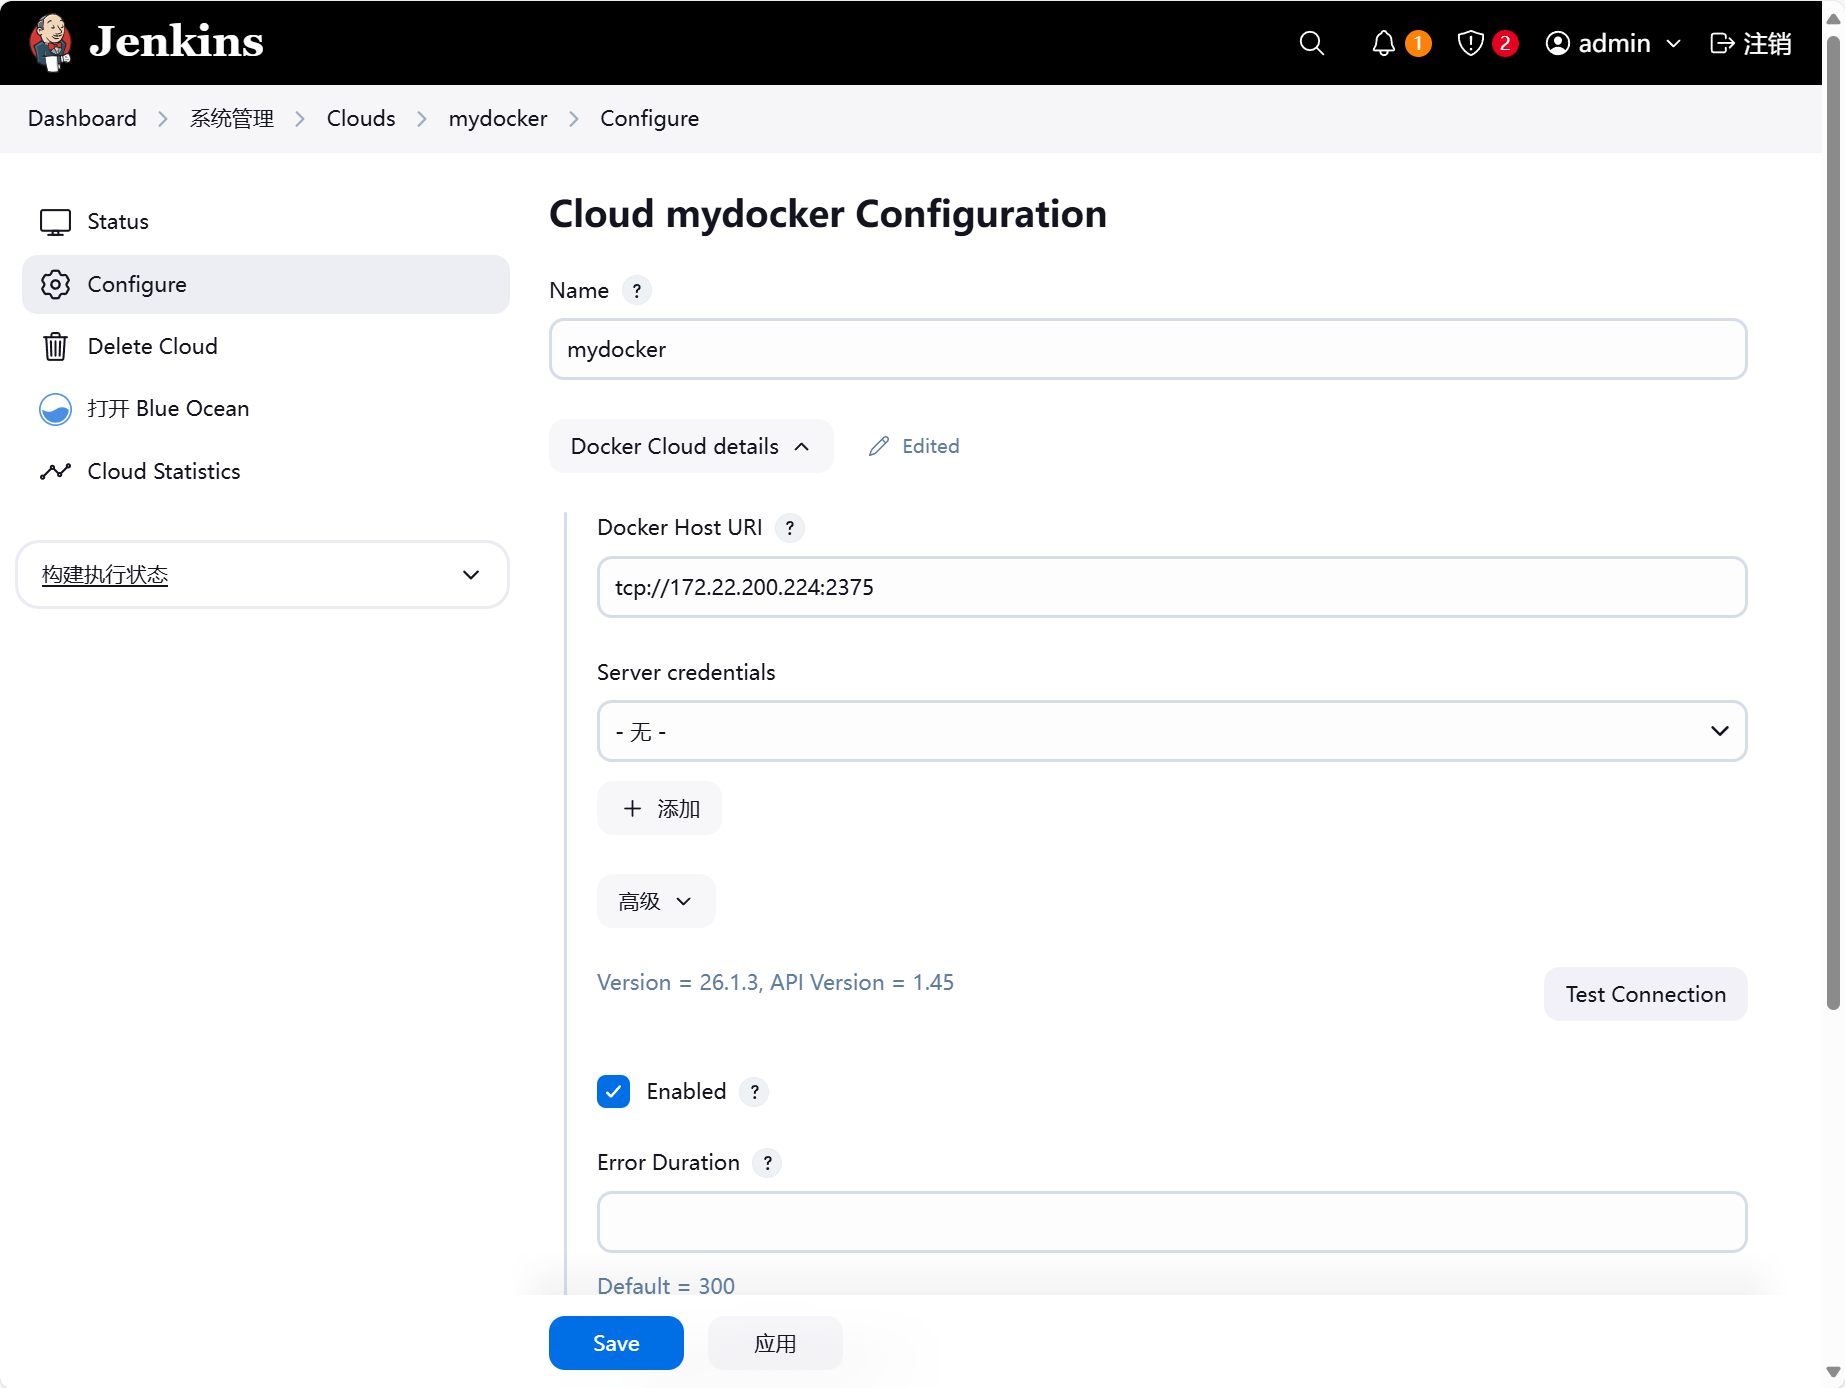 Jenkins
1
2
admin
注销
Dashboard
系统管理
Clouds
mydocker
Configure
Status
Configure
Delete Cloud
打开 Blue Ocean
Cloud Statistics
构建执行状态
Cloud mydocker Configuration
Name ?
mydocker
Docker Cloud details
Edited
Docker Host URI ?
tcp://172.22.200.224:2375
Server credentials
- 无 -
+ 添加
高级
Version = 26.1.3, API Version = 1.45
Test Connection
Enabled ?
Error Duration ?
Default = 300
Save
应用